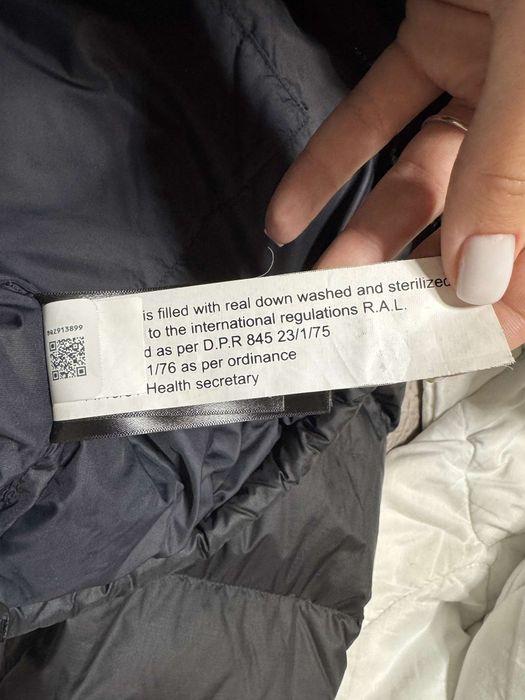 is filled with real down washed and sterilized
to the international regulations R.A.L.
d as per D.P.R 845 23/1/75
1/76 as per ordinance
Health secretary